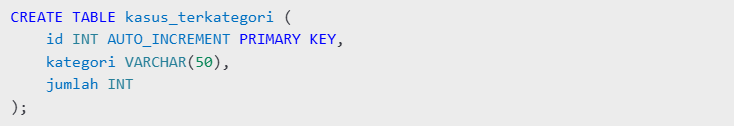 CREATE TABLE kasus_terkategori (
    id INT AUTO_INCREMENT PRIMARY KEY,
    kategori VARCHAR(50),
    jumlah INT
);